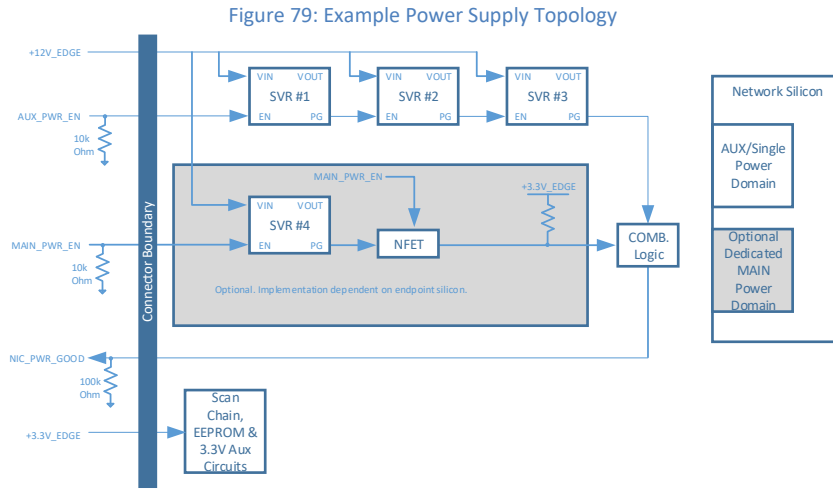 Figure 79: Example Power Supply Topology
+12V_EDGE
VIN VOUT
SVR #1
EN PG
VIN VOUT
SVR #2
EN PG
VIN VOUT
SVR #3
EN PG
AUX_PWR_EN
10k
Ohm
MAIN_PWR_EN
+3.3V_EDGE
VIN VOUT
SVR #4
EN PG
NFET
COMB.
Logic
MAIN_PWR_EN
10k
Ohm
Optional. Implementation dependent on endpoint silicon.
Connector Boundary
NIC_PWR_GOOD
100k
Ohm
+3.3V_EDGE
Scan
Chain,
EEPROM &
3.3V Aux
Circuits
Network Silicon
AUX/Single
Power
Domain
Optional
Dedicated
MAIN
Power
Domain